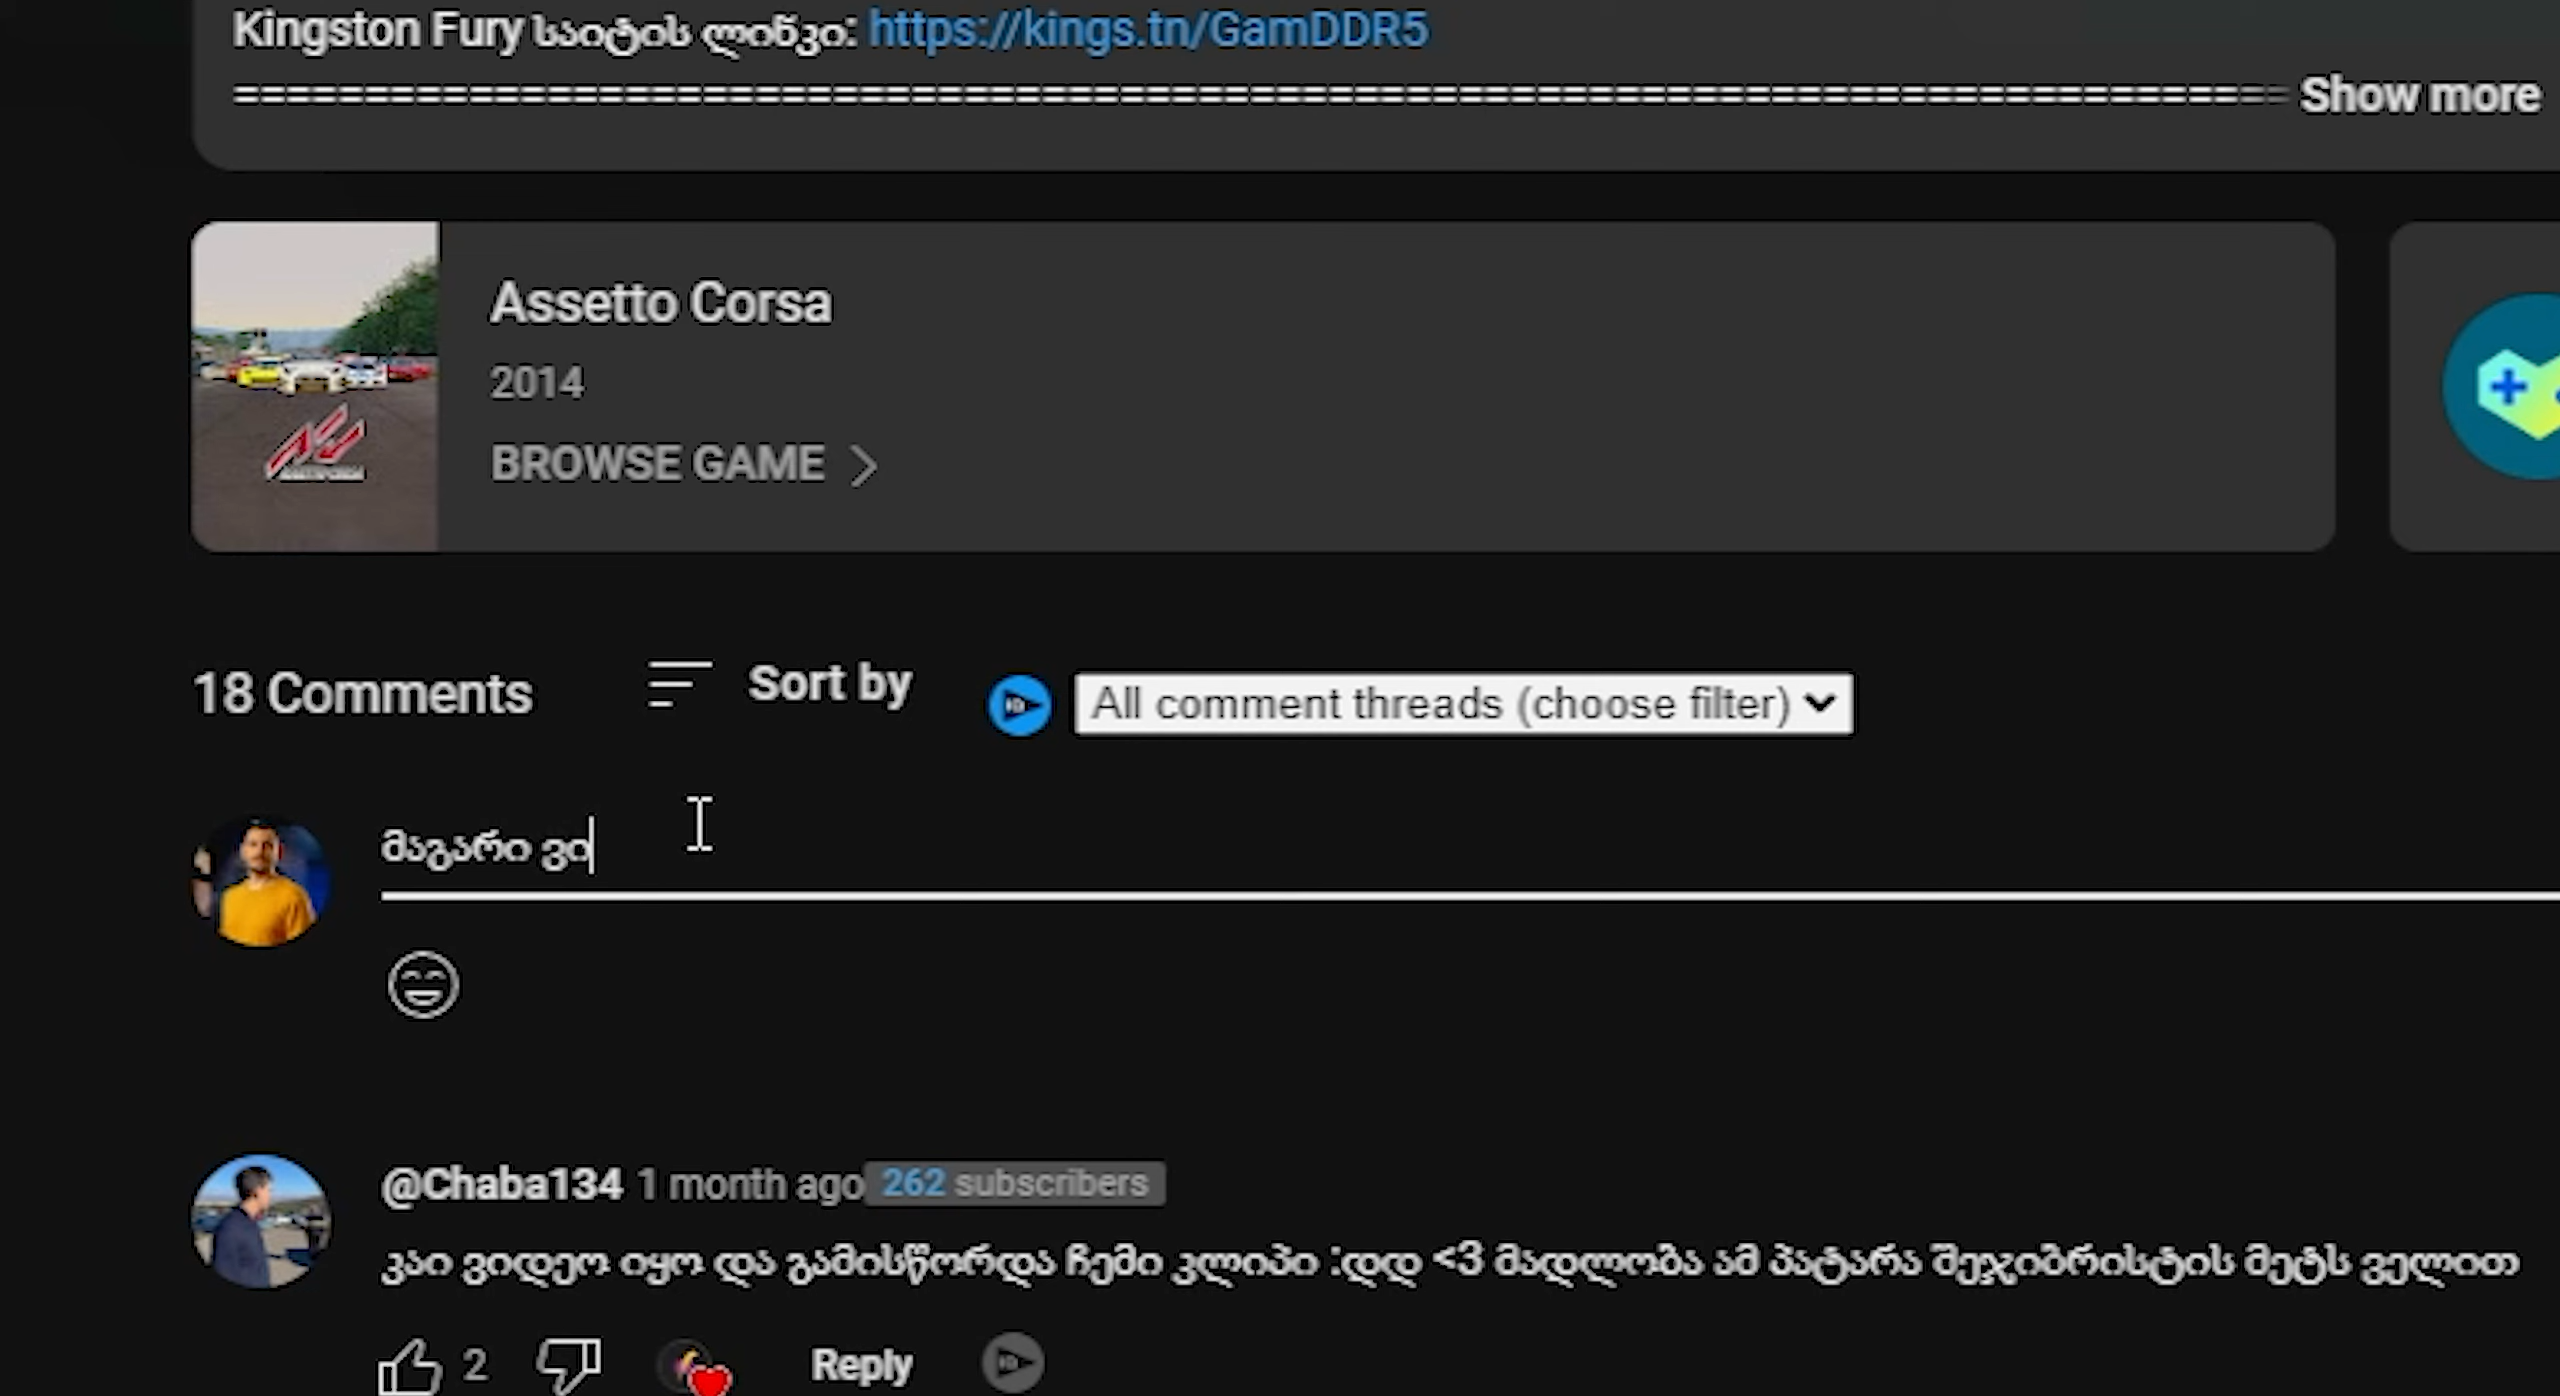 Kingston Fury საიტის ლინკი: https://kings.tn/GamDDR5
=============================================================================== Show more
Assetto Corsa
2014
BROWSE GAME
18 Comments Sort by All comment threads (choose filter)
მაგარი ვი
@Chaba134 1 month ago 262 subscribers
კაი ვიდეო იყო და გამისწორდა ჩემი კლიპი :დდ <3 მადლობა ამ პატარა შეჯიბრისტის მეტს ველით
2 Reply